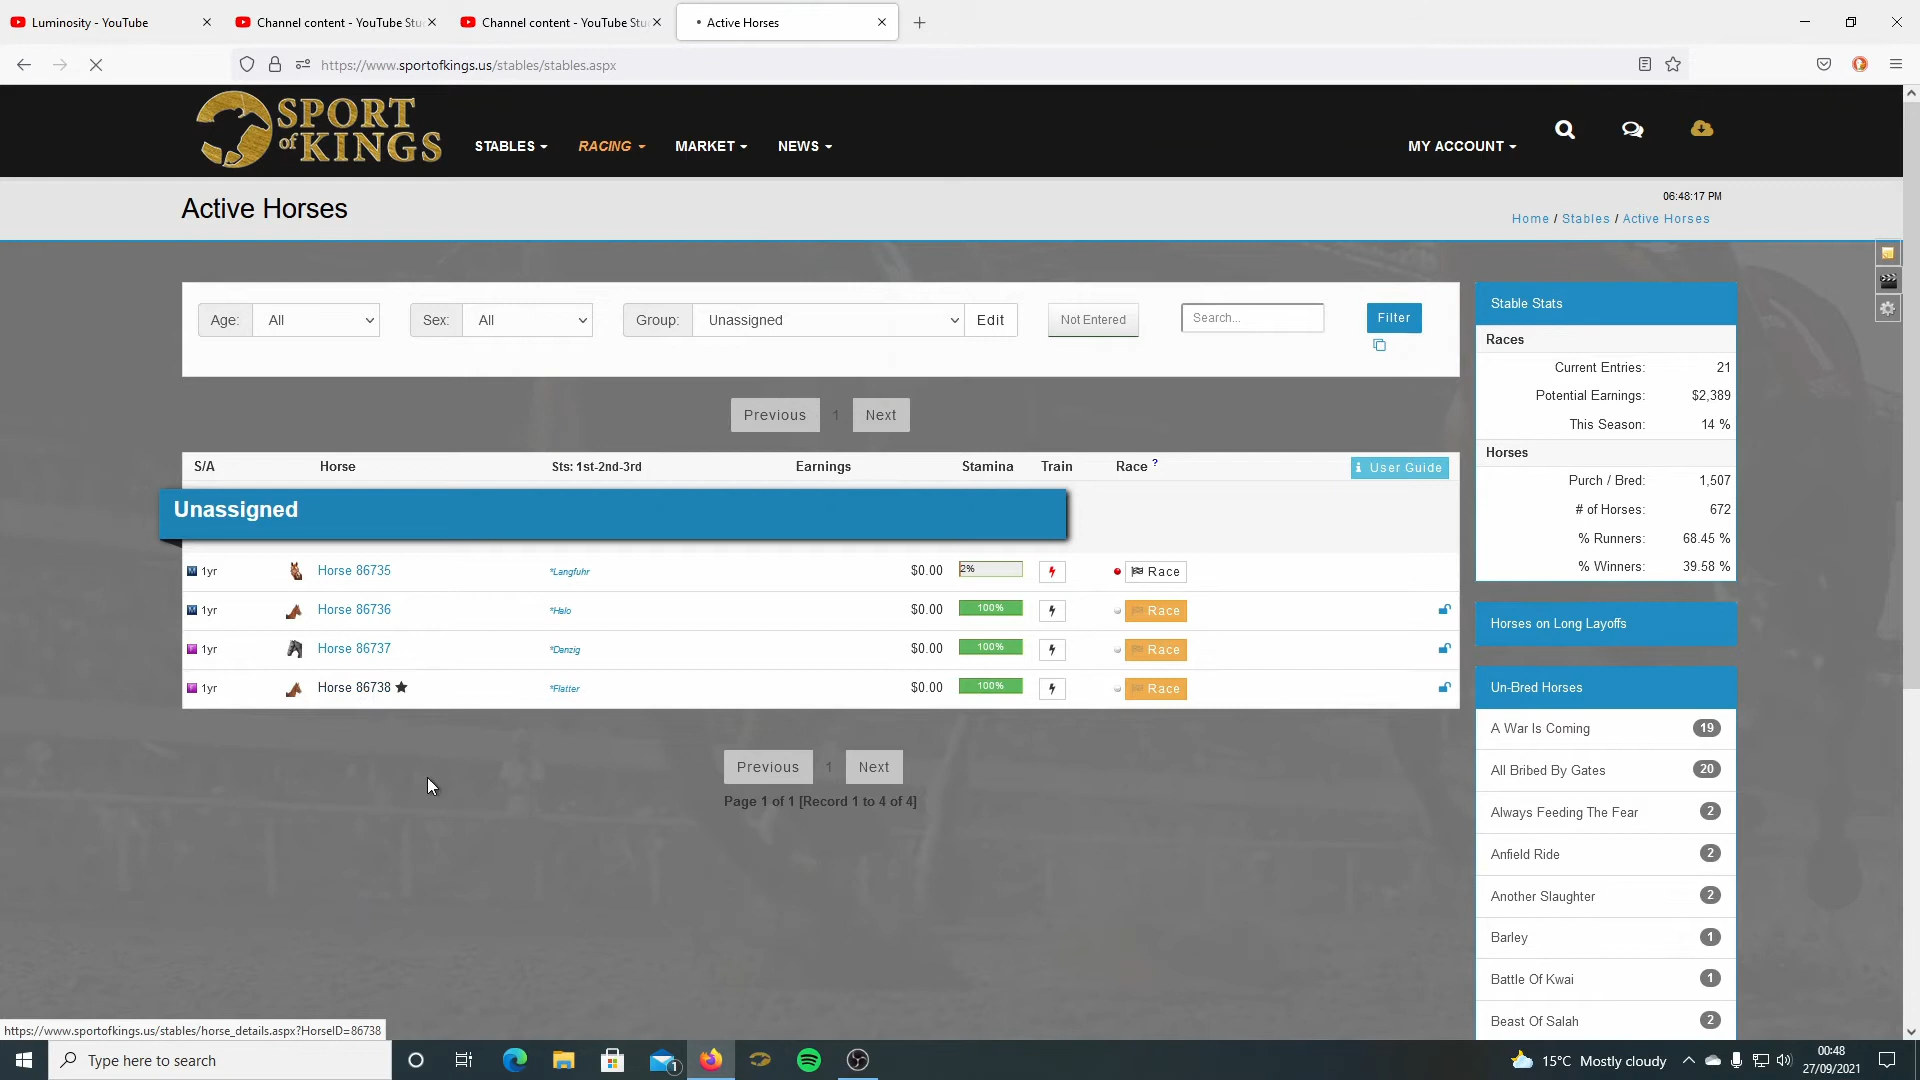 Luminosity - YouTube
Channel content - YouTube Stu
Channel content - YouTube Stu
Active Horses
https://www.sportofkings.us/stables/stables.aspx
SPORT
of KINGS
STABLES
RACING
MARKET
NEWS
MY ACCOUNT
Active Horses
06:48:17 PM
Home / Stables / Active Horses
Age: All
Sex: All
Group: Unassigned
Edit
Not Entered
Search...
Filter
Previous 1 Next
S/A Horse Sts: 1st-2nd-3rd Earnings Stamina Train Race ? User Guide
Unassigned
1yr Horse 86735 *Langfuhr $0.00 2% Race
1yr Horse 86736 *Halo $0.00 100% Race
1yr Horse 86737 *Danzig $0.00 100% Race
1yr Horse 86738 ★ *Flatter $0.00 100% Race
Previous 1 Next
Page 1 of 1 [Record 1 to 4 of 4]
Stable Stats
Races
Current Entries: 21
Potential Earnings: $2,389
This Season: 14 %
Horses
Purch / Bred: 1,507
# of Horses: 672
% Runners: 68.45 %
% Winners: 39.58 %
Horses on Long Layoffs
Un-Bred Horses
A War Is Coming 19
All Bribed By Gates 20
Always Feeding The Fear 2
Anfield Ride 2
Another Slaughter 2
Barley 1
Battle Of Kwai 1
Beast Of Salah 2
https://www.sportofkings.us/stables/horse_details.aspx?HorseID=86738
Type here to search
1
15°C Mostly cloudy
00:48
27/09/2021